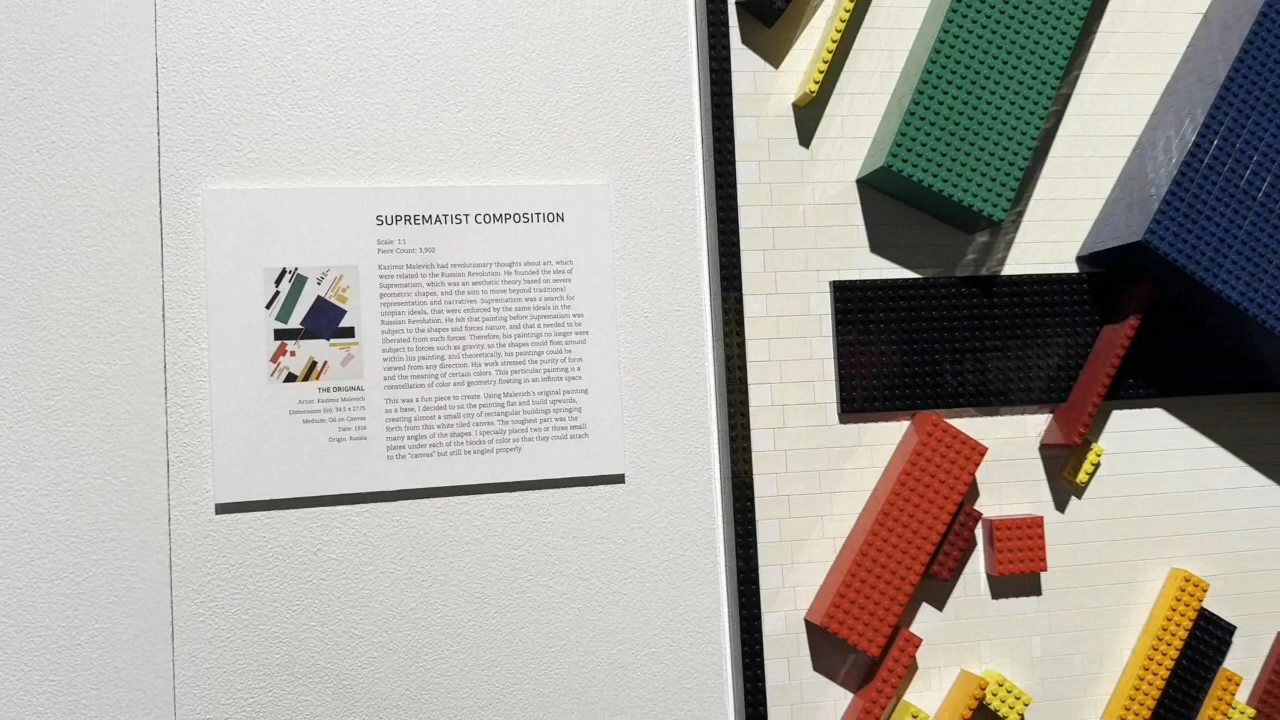 SUPREMATIST COMPOSITION
Scale: 1:1
Piece Count: 3,902
Kazimir Malevich had revolutionary thoughts about art, which
were related to the Russian Revolution. He founded the idea of
Suprematism, which was an aesthetic theory based on severe
geometric shapes, and the aim to move beyond traditional
representation and narratives. Suprematism was a search for
utopian ideals, that were enforced by the same ideals in the
Russian Revolution. He felt that painting before Suprematism was
subject to the shapes and forces nature, and that it needed to be
liberated from such forces. Therefore, his paintings no longer were
subject to forces such as gravity, so the shapes could float around
within his painting, and theoretically, his paintings could be
viewed from any direction. His work stressed the purity of form
and the meaning of certain colors. This particular painting is a
constellation of color and geometry floating in an infinite space.
This was a fun piece to create. Using Malevich's original painting
as a base, I decided to sit the painting flat and build upwards,
creating almost a small city of rectangular buildings springing
forth from this white tiled canvas. The toughest part was the
many angles of the shapes. I specially placed two or three small
plates under each of the blocks of color so that they could attach
to the "canvas" but still be angled properly.
THE ORIGINAL
Artist: Kazimir Malevich
Dimensions (in): 34.5 x 27.75
Medium: Oil on Canvas
Date: 1916
Origin: Russia